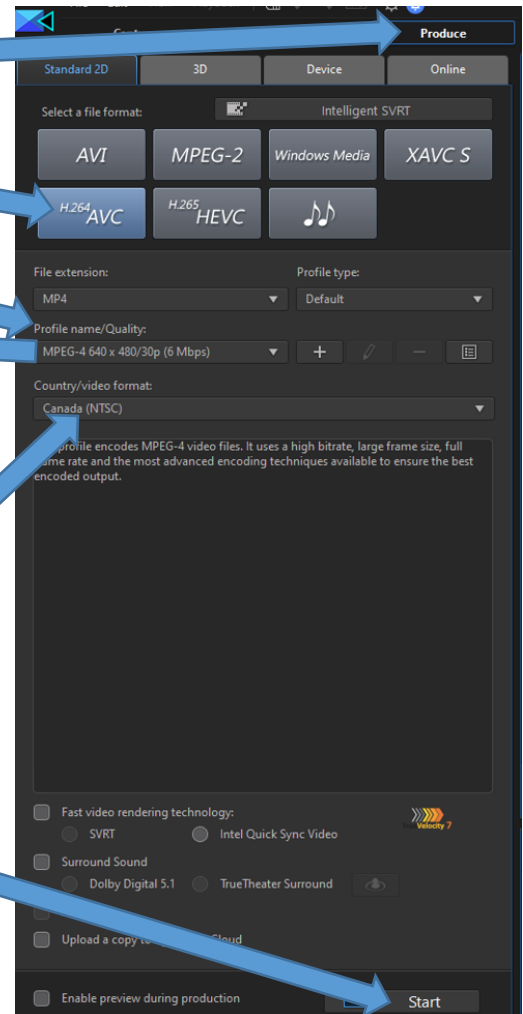 Produce
Standard 2D 3D Device Online
Select a file format: Intelligent SVRT
AVI MPEG-2 Windows Media XAVC S
H.264 AVC H.265 HEVC
File extension: Profile type:
MP4 Default
Profile name/Quality:
MPEG-4 640 x 480/30p (6 Mbps)
Country/video format:
Canada (NTSC)
profile encodes MPEG-4 video files. It uses a high bitrate, large frame size, full
rate and the most advanced encoding techniques available to ensure the best
encoded output.
Fast video rendering technology:
Velocity 7
SVRT Intel Quick Sync Video
Surround Sound
Dolby Digital 5.1 TrueTheater Surround
Upload a copy Cloud
Enable preview during production Start